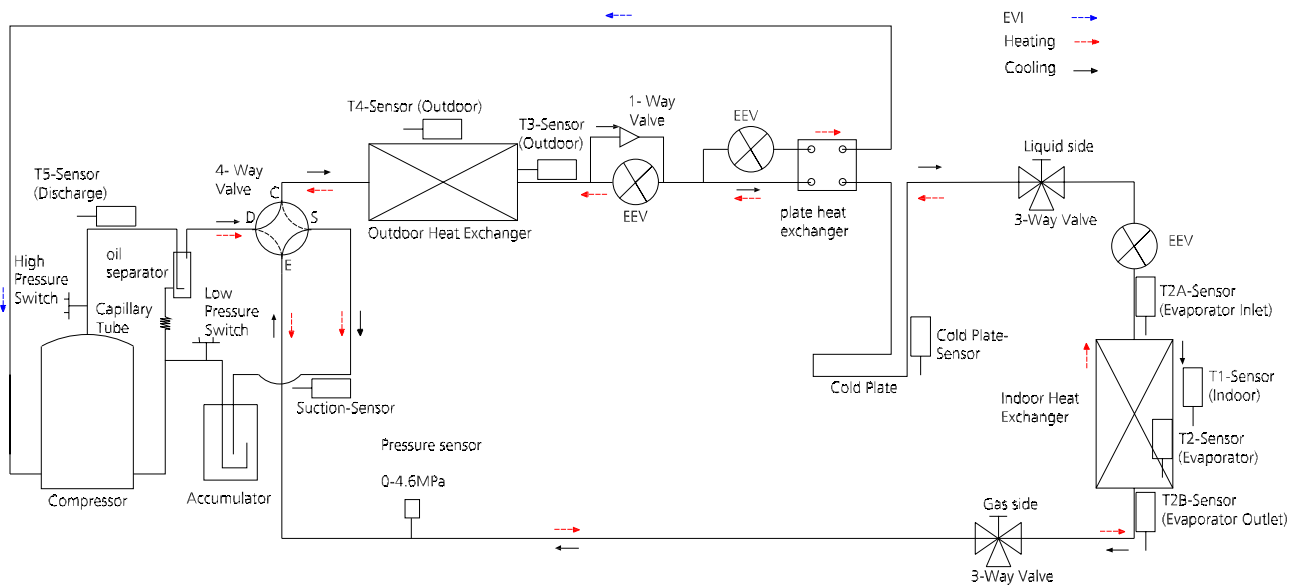 EVI
Heating
Cooling
T4-Sensor (Outdoor)
T3-Sensor
(Outdoor)
1- Way
Valve
EEV
EEV
T5-Sensor
(Discharge)
4- Way
Valve
C
D
S
E
Outdoor Heat Exchanger
plate heat
exchanger
Liquid side
3-Way Valve
EEV
High
Pressure
Switch
oil
separator
Capillary
Tube
Low
Pressure
Switch
T2A-Sensor
(Evaporator Inlet)
Cold Plate-
Sensor
Cold Plate
Suction-Sensor
Indoor Heat
Exchanger
T1-Sensor
(Indoor)
T2-Sensor
(Evaporator)
Pressure sensor
0-4.6MPa
Compressor
Accumulator
Gas side
3-Way Valve
T2B-Sensor
(Evaporator Outlet)